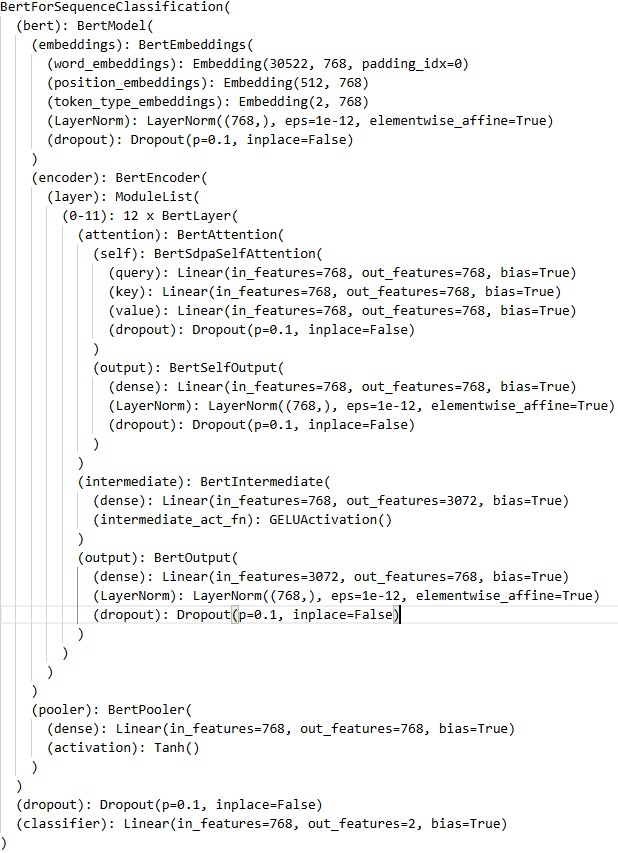 BertForSequenceClassification(
  (bert): BertModel(
    (embeddings): BertEmbeddings(
      (word_embeddings): Embedding(30522, 768, padding_idx=0)
      (position_embeddings): Embedding(512, 768)
      (token_type_embeddings): Embedding(2, 768)
      (LayerNorm): LayerNorm((768,), eps=1e-12, elementwise_affine=True)
      (dropout): Dropout(p=0.1, inplace=False)
    )
    (encoder): BertEncoder(
      (layer): ModuleList(
        (0-11): 12 x BertLayer(
          (attention): BertAttention(
            (self): BertSdpaSelfAttention(
              (query): Linear(in_features=768, out_features=768, bias=True)
              (key): Linear(in_features=768, out_features=768, bias=True)
              (value): Linear(in_features=768, out_features=768, bias=True)
              (dropout): Dropout(p=0.1, inplace=False)
            )
            (output): BertSelfOutput(
              (dense): Linear(in_features=768, out_features=768, bias=True)
              (LayerNorm): LayerNorm((768,), eps=1e-12, elementwise_affine=True)
              (dropout): Dropout(p=0.1, inplace=False)
            )
          )
          (intermediate): BertIntermediate(
            (dense): Linear(in_features=768, out_features=3072, bias=True)
            (intermediate_act_fn): GELUActivation()
          )
          (output): BertOutput(
            (dense): Linear(in_features=3072, out_features=768, bias=True)
            (LayerNorm): LayerNorm((768,), eps=1e-12, elementwise_affine=True)
            (dropout): Dropout(p=0.1, inplace=False)
          )
        )
      )
    )
    (pooler): BertPooler(
      (dense): Linear(in_features=768, out_features=768, bias=True)
      (activation): Tanh()
    )
  )
  (dropout): Dropout(p=0.1, inplace=False)
  (classifier): Linear(in_features=768, out_features=2, bias=True)
)